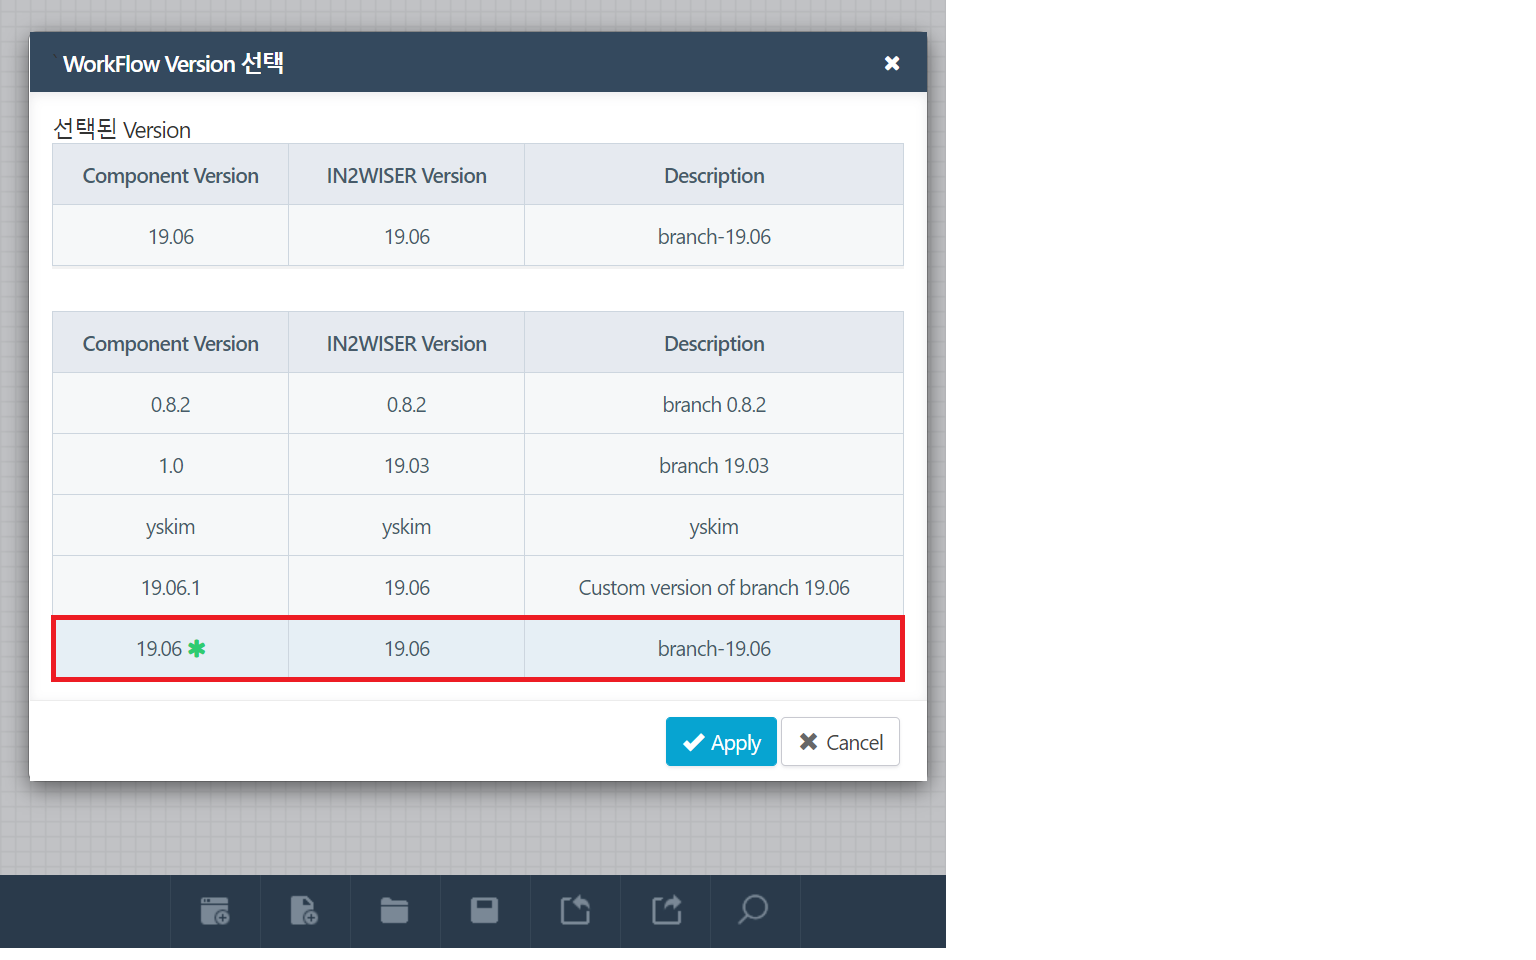 WorkFlow Version 선택
선택된 Version
Component Version IN2WISER Version Description
19.06 19.06 branch-19.06
Component Version IN2WISER Version Description
0.8.2 0.8.2 branch 0.8.2
1.0 19.03 branch 19.03
yskim yskim yskim
19.06.1 19.06 Custom version of branch 19.06
19.06 19.06 branch-19.06
Apply Cancel